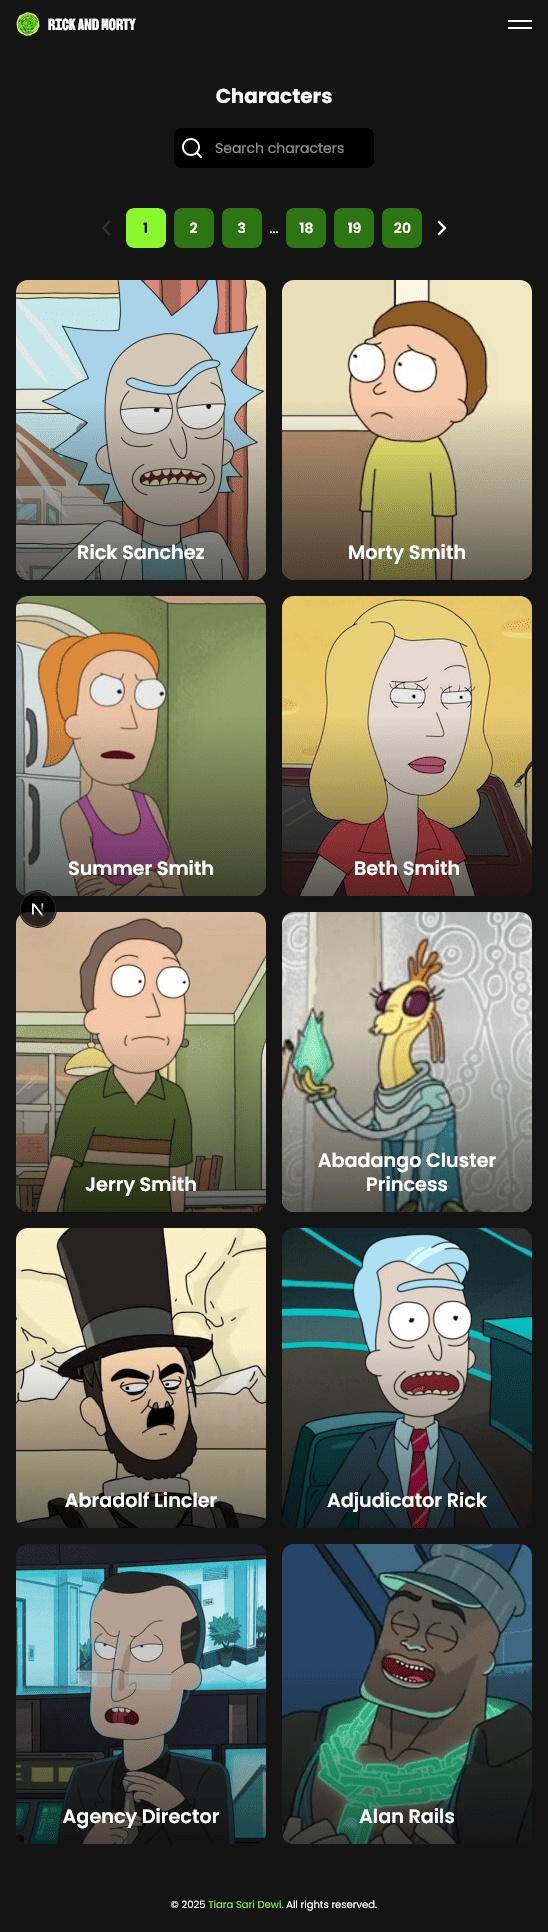 RICK AND MORTY
Characters
Search characters
1 2 3 ... 18 19 20
Rick Sanchez
Morty Smith
Summer Smith
Beth Smith
N
Jerry Smith
Abadango Cluster
Princess
Abradolf Lincler
Adjudicator Rick
Agency Director
Alan Rails
© 2025 Tiara Sari Dewi. All rights reserved.